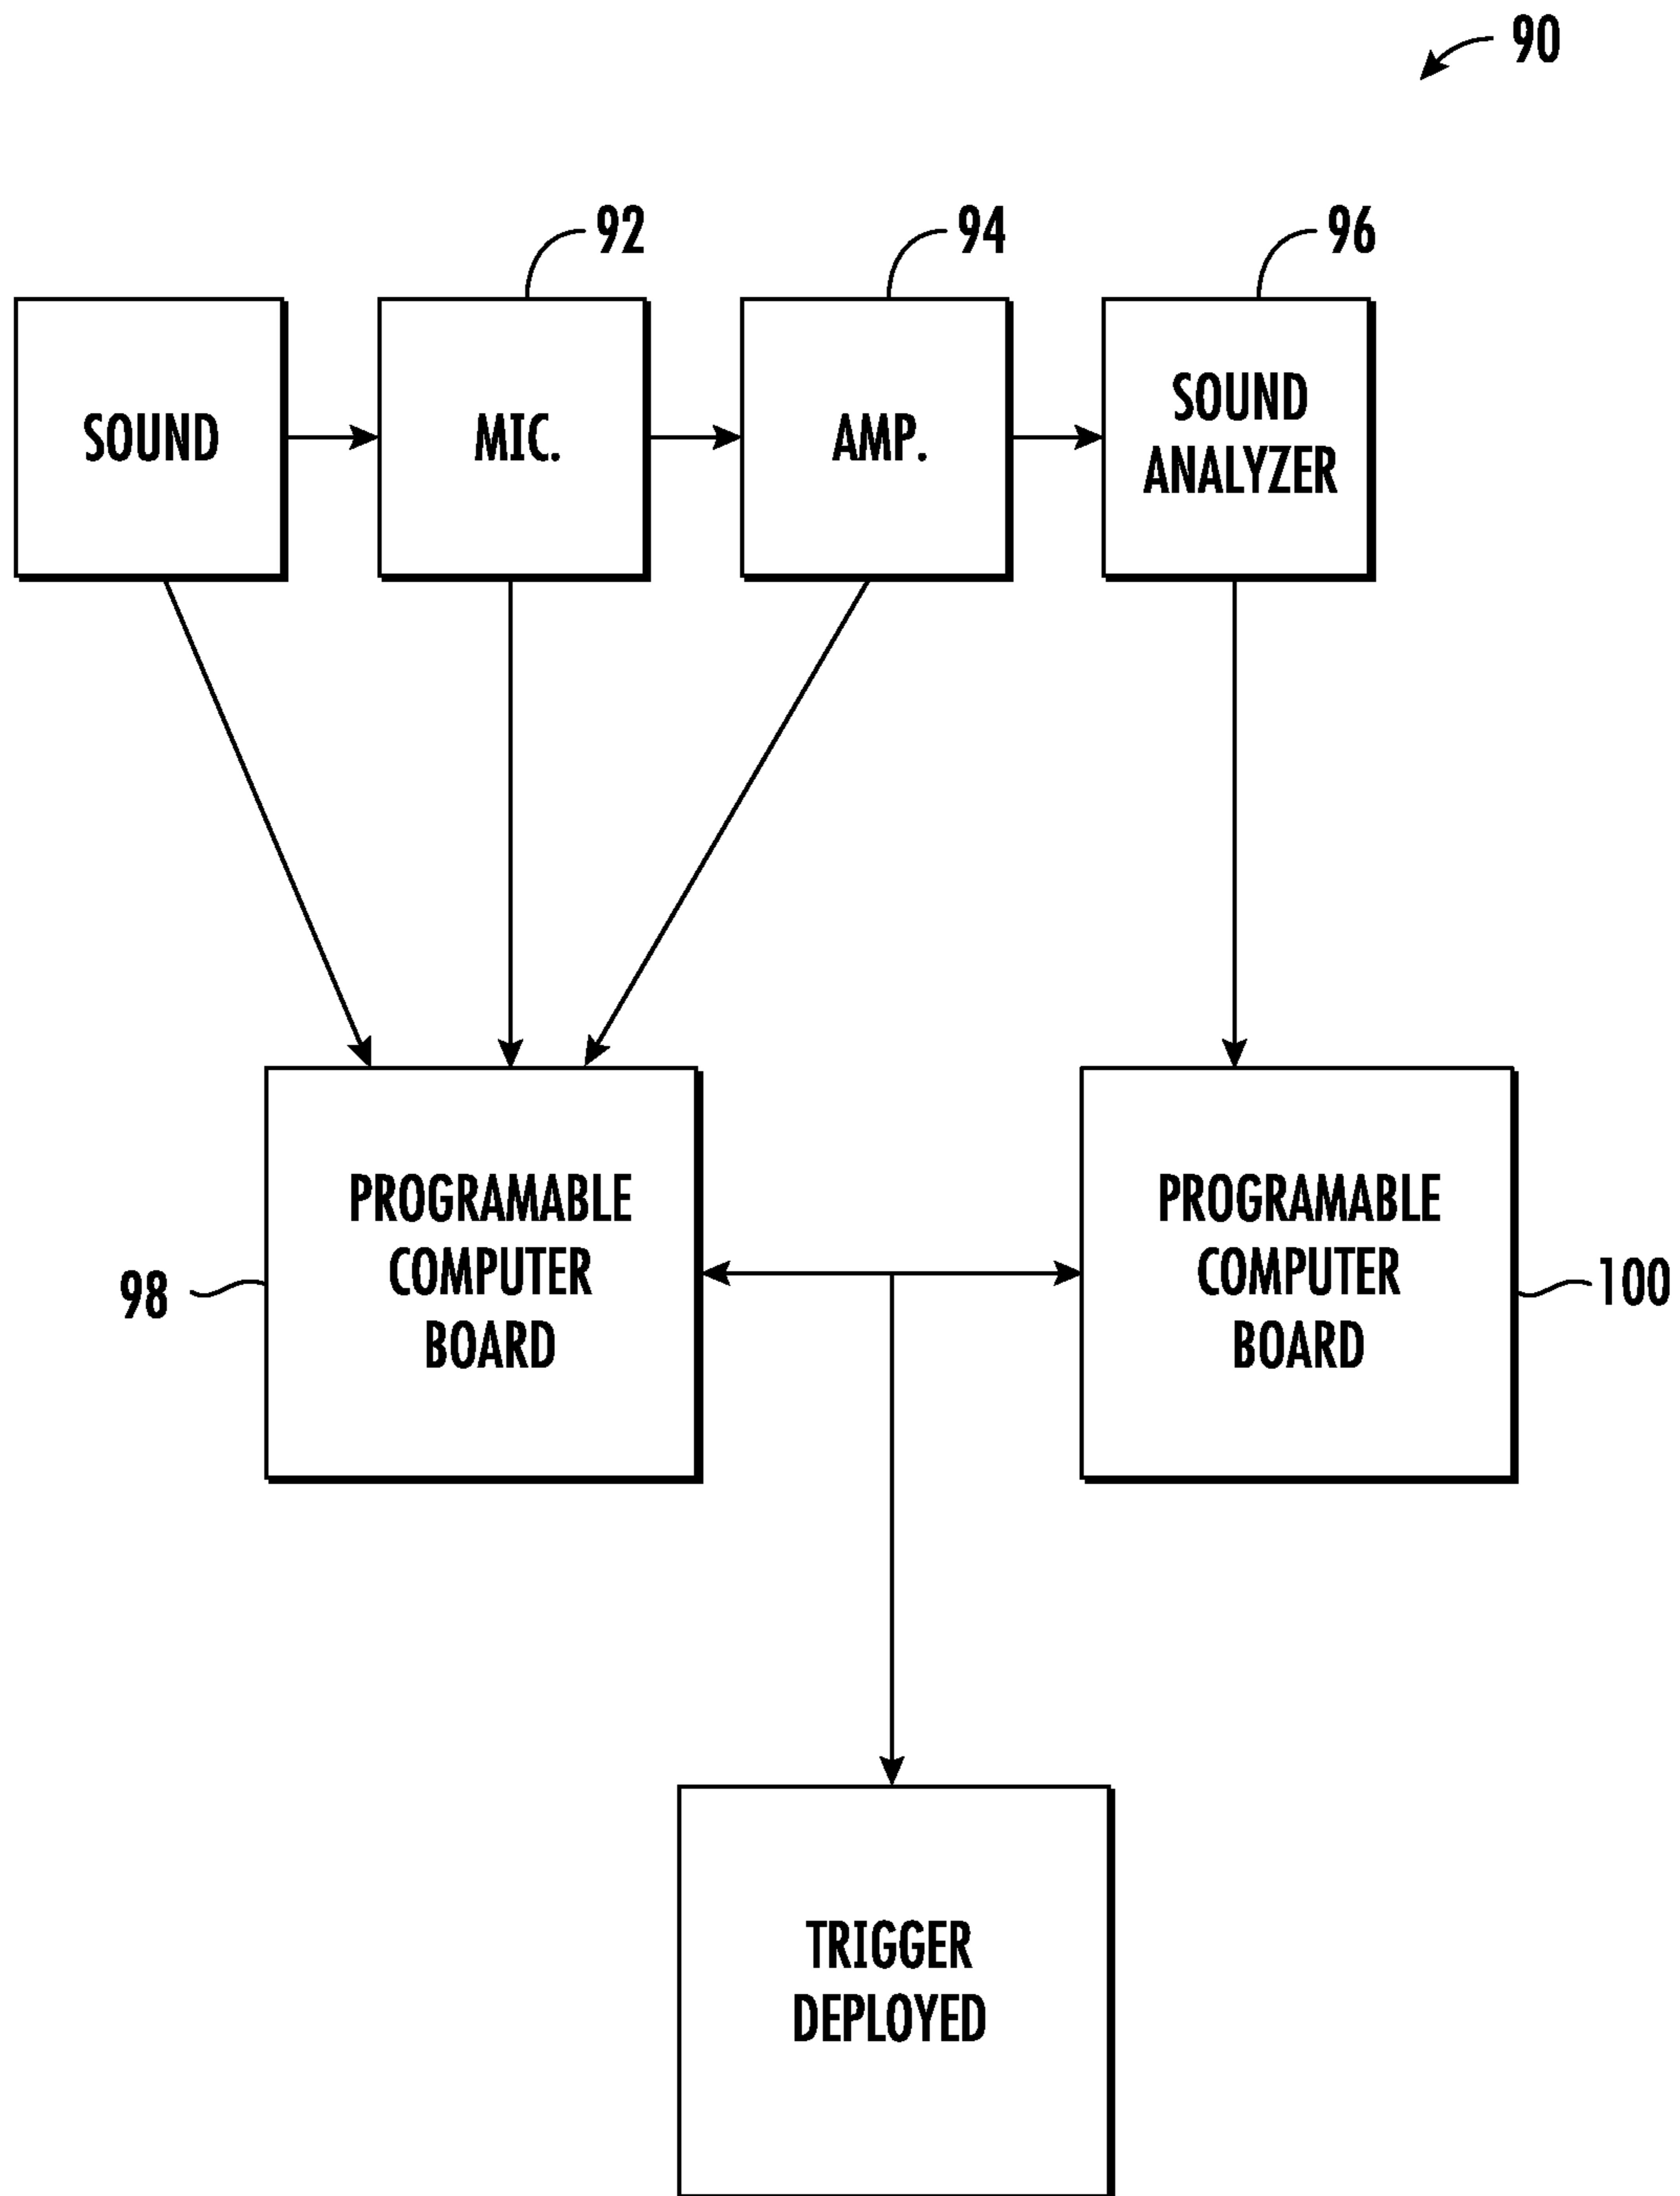 90
92
94
96
SOUND
MIC.
AMP.
SOUND
ANALYZER
PROGRAMABLE
COMPUTER
BOARD
98
PROGRAMABLE
COMPUTER
BOARD
100
TRIGGER
DEPLOYED